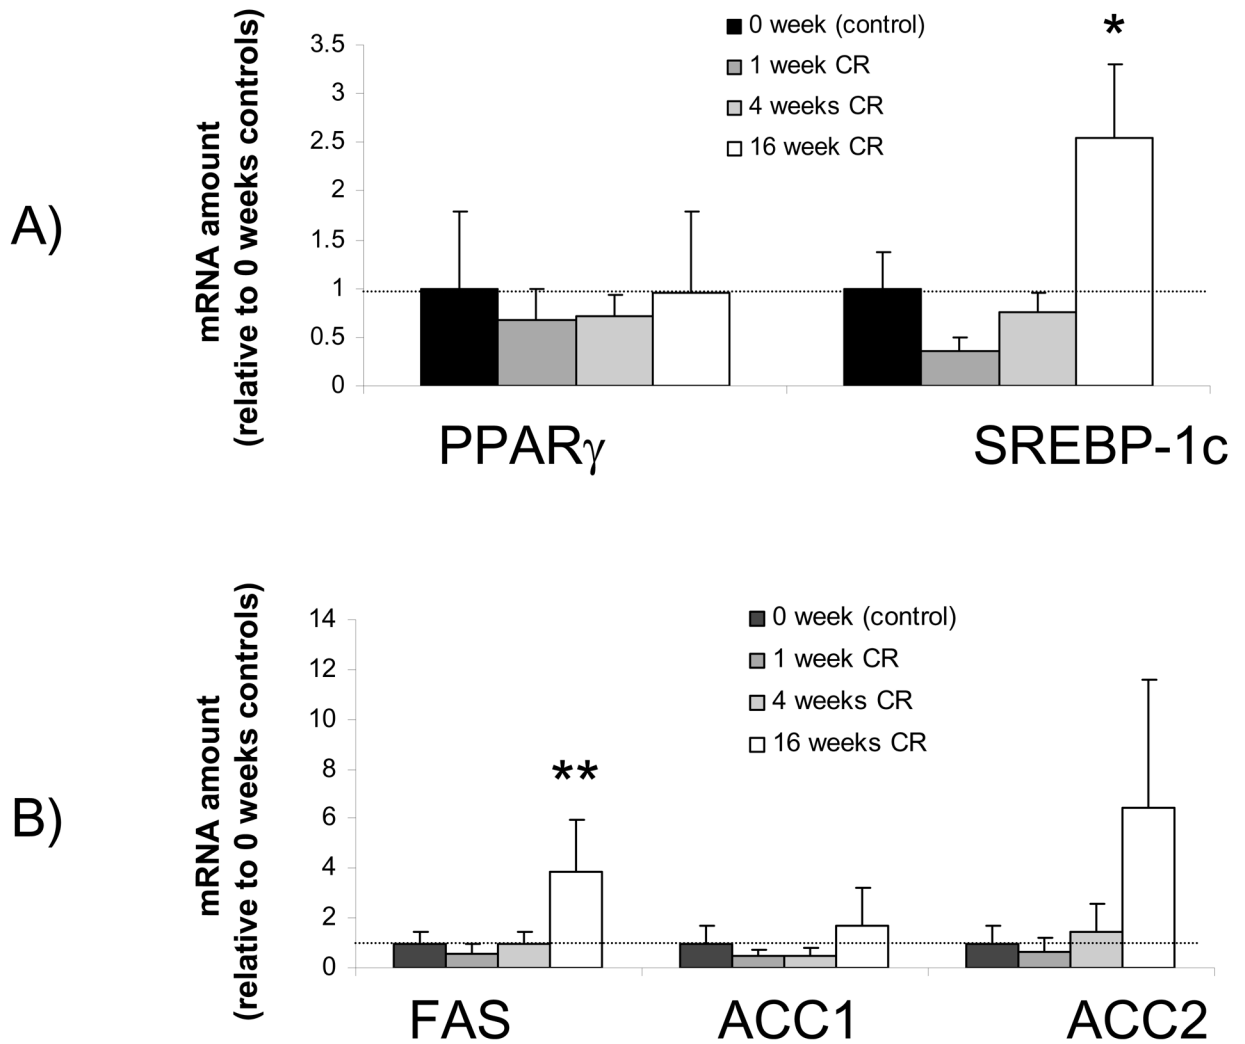 A)
mRNA amount
(relative to 0 weeks controls)
3.5
3
2.5
2
1.5
1
0.5
0
0 week (control)
1 week CR
4 weeks CR
16 week CR
*
PPARγ
SREBP-1c
B)
mRNA amount
(relative to 0 weeks controls)
14
12
10
8
6
4
2
0
0 week (control)
1 week CR
4 weeks CR
16 weeks CR
**
FAS
ACC1
ACC2